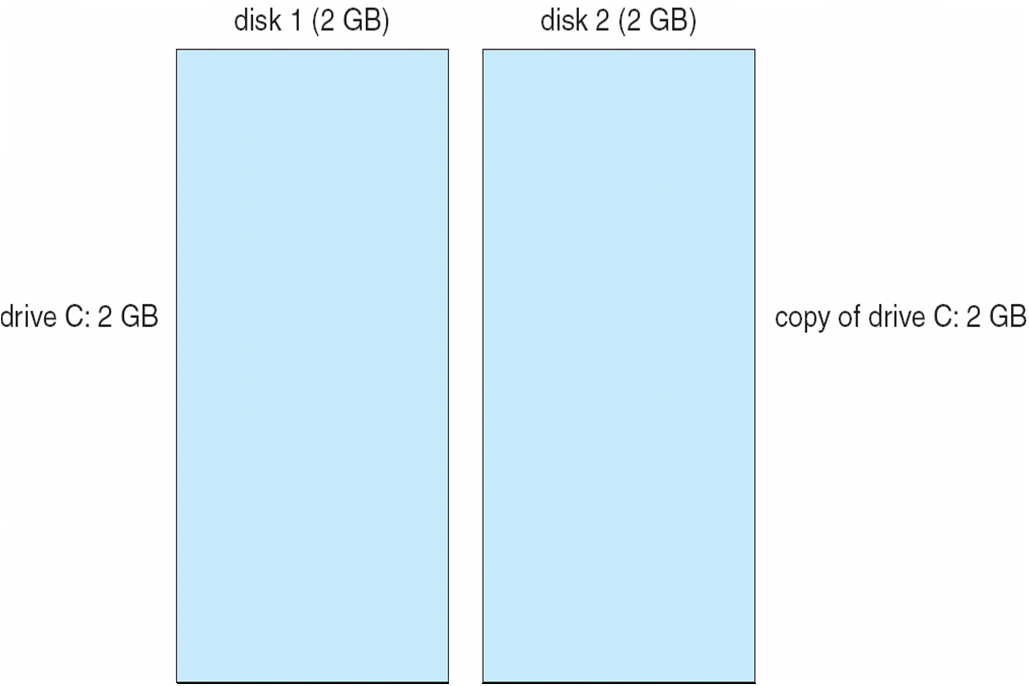 disk 1 (2 GB)
disk 2 (2 GB)
drive C: 2 GB
copy of drive C: 2 GB